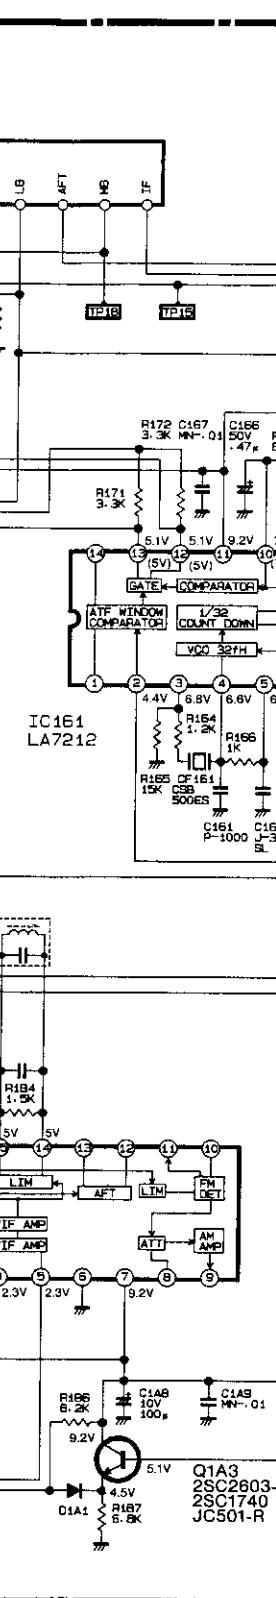 LB AFT MB IF
TP18 TP15
R172 C167 C166
3.3K MN-.01 50V
.47μ
R171
3.3K
5.1V 5.1V 9.2V
(5V) (5V)
14 13 12 11 10
GATE COMPARATOR
ATF WINDOW COMPARATOR
1/32 COUNT DOWN
VCO 32fH
1 2 3 4 5
4.4V 6.8V 6.6V
IC161
LA7212
R164
1.2K
R166
1K
R165 CF161
15K CSB
500ES
C161
P-1000
SL
R184
1.5K
5V 5V
14 13 12 11 10
LIM AFT LIM FM DET
IF AMP
IF AMP
ATT AM AMP
5 6 7 8 9
2.3V 2.3V 9.2V
R186
8.2K
C1A8
10V
100μ
C1A9
MN-.01
9.2V
5.1V
4.5V
D1A1
R187
6.8K
Q1A3
2SC2603-
2SC1740
JC501-R